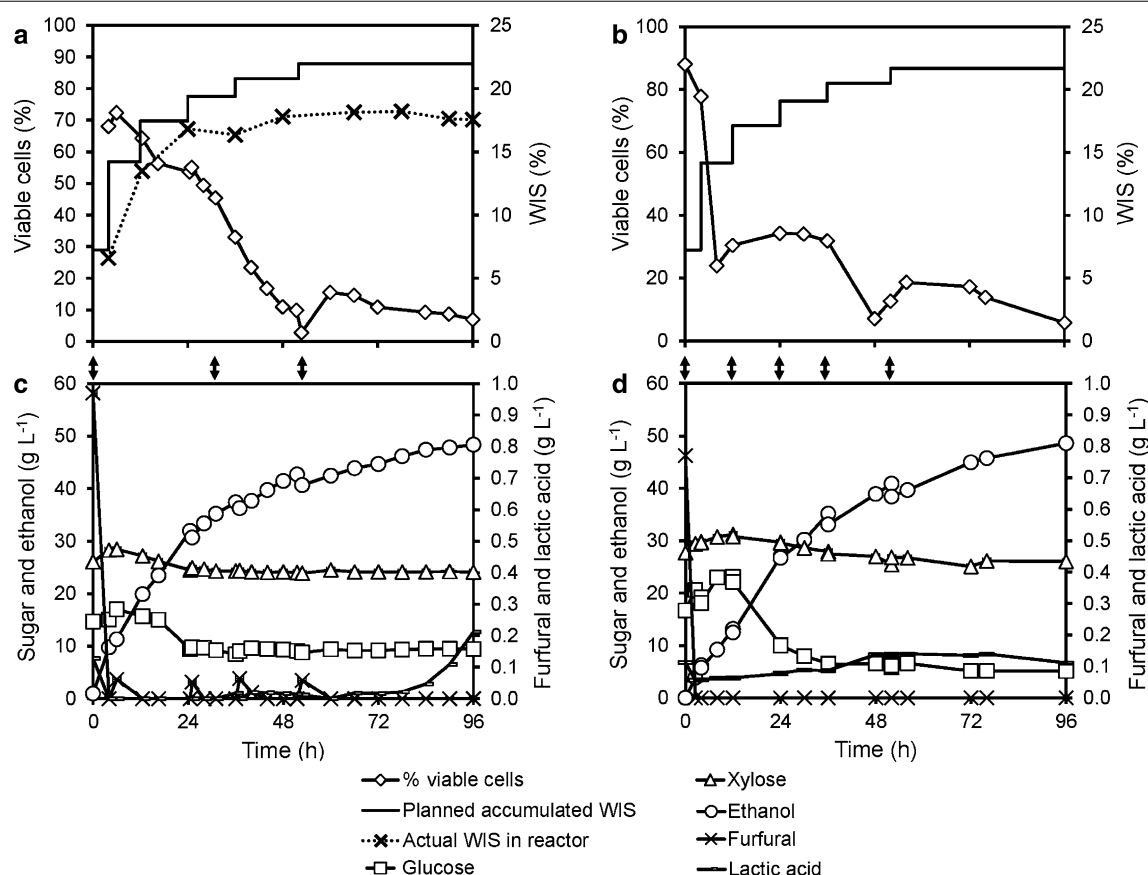 a
100
90
80
70
60
50
40
30
20
10
0
Viable cells (%)
25
20
15
10
5
0
WIS (%)
b
100
80
60
40
20
0
Viable cells (%)
25
20
15
10
5
0
WIS (%)
c
60
50
40
30
20
10
0
Sugar and ethanol (g L-1)
1.0
0.9
0.8
0.7
0.6
0.5
0.4
0.3
0.2
0.1
0.0
Furfural and lactic acid (g L-1)
0 24 48 72 96
Time (h)
d
60
50
40
30
20
10
0
Sugar and ethanol (g L-1)
1.0
0.9
0.8
0.7
0.6
0.5
0.4
0.3
0.2
0.1
0.0
Furfural and lactic acid (g L-1)
0 24 48 72 96
Time (h)
% viable cells
Planned accumulated WIS
Actual WIS in reactor
Glucose
Xylose
Ethanol
Furfural
Lactic acid